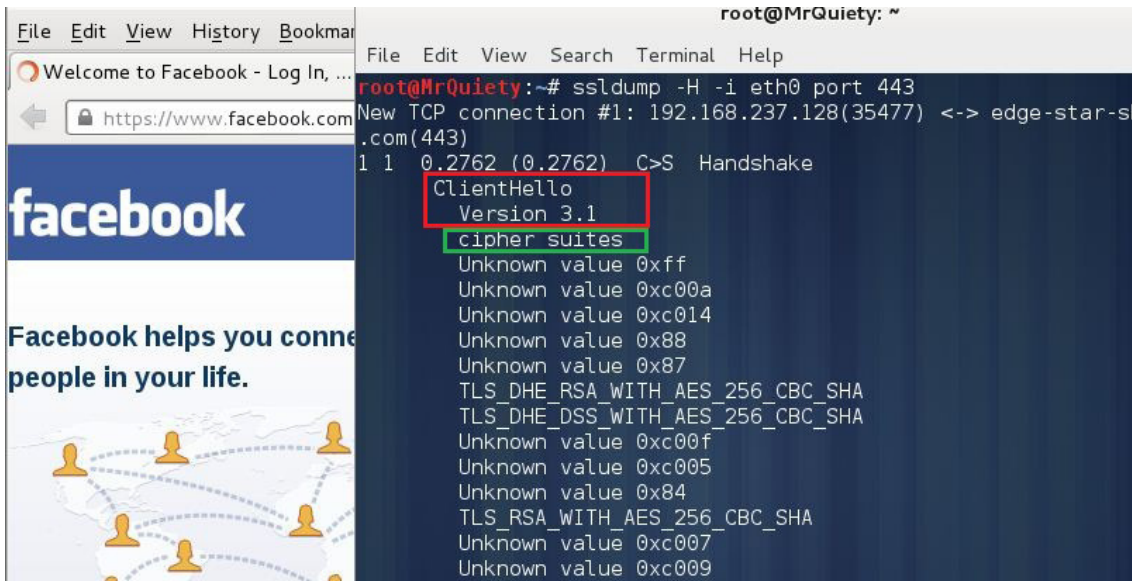 File Edit View History Bookmar
Welcome to Facebook - Log In, ...
https://www.facebook.com
facebook
Facebook helps you conne
people in your life.
root@MrQuiety: ~
File Edit View Search Terminal Help
root@MrQuiety:~# ssldump -H -i eth0 port 443
New TCP connection #1: 192.168.237.128(35477) <-> edge-star-s
.com(443)
1 1 0.2762 (0.2762) C>S Handshake
ClientHello
Version 3.1
cipher suites
Unknown value 0xff
Unknown value 0xc00a
Unknown value 0xc014
Unknown value 0x88
Unknown value 0x87
TLS_DHE_RSA_WITH_AES_256_CBC_SHA
TLS_DHE_DSS_WITH_AES_256_CBC_SHA
Unknown value 0xc00f
Unknown value 0xc005
Unknown value 0x84
TLS_RSA_WITH_AES_256_CBC_SHA
Unknown value 0xc007
Unknown value 0xc009